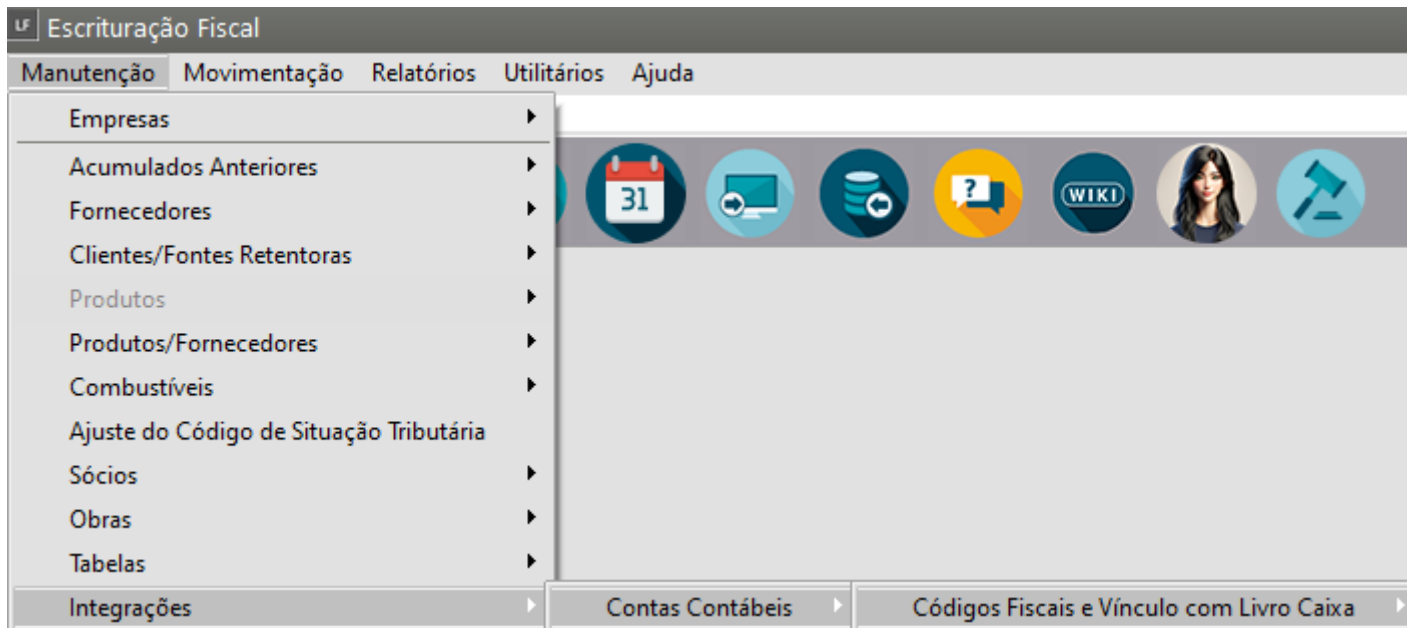 LF Escrituração Fiscal
Manutenção Movimentação Relatórios Utilitários Ajuda
Empresas
Acumulados Anteriores
Fornecedores
Clientes/Fontes Retentoras
Produtos
Produtos/Fornecedores
Combustíveis
Ajuste do Código de Situação Tributária
Sócios
Obras
Tabelas
Integrações
Contas Contábeis
Códigos Fiscais e Vínculo com Livro Caixa
31
?
WIKI